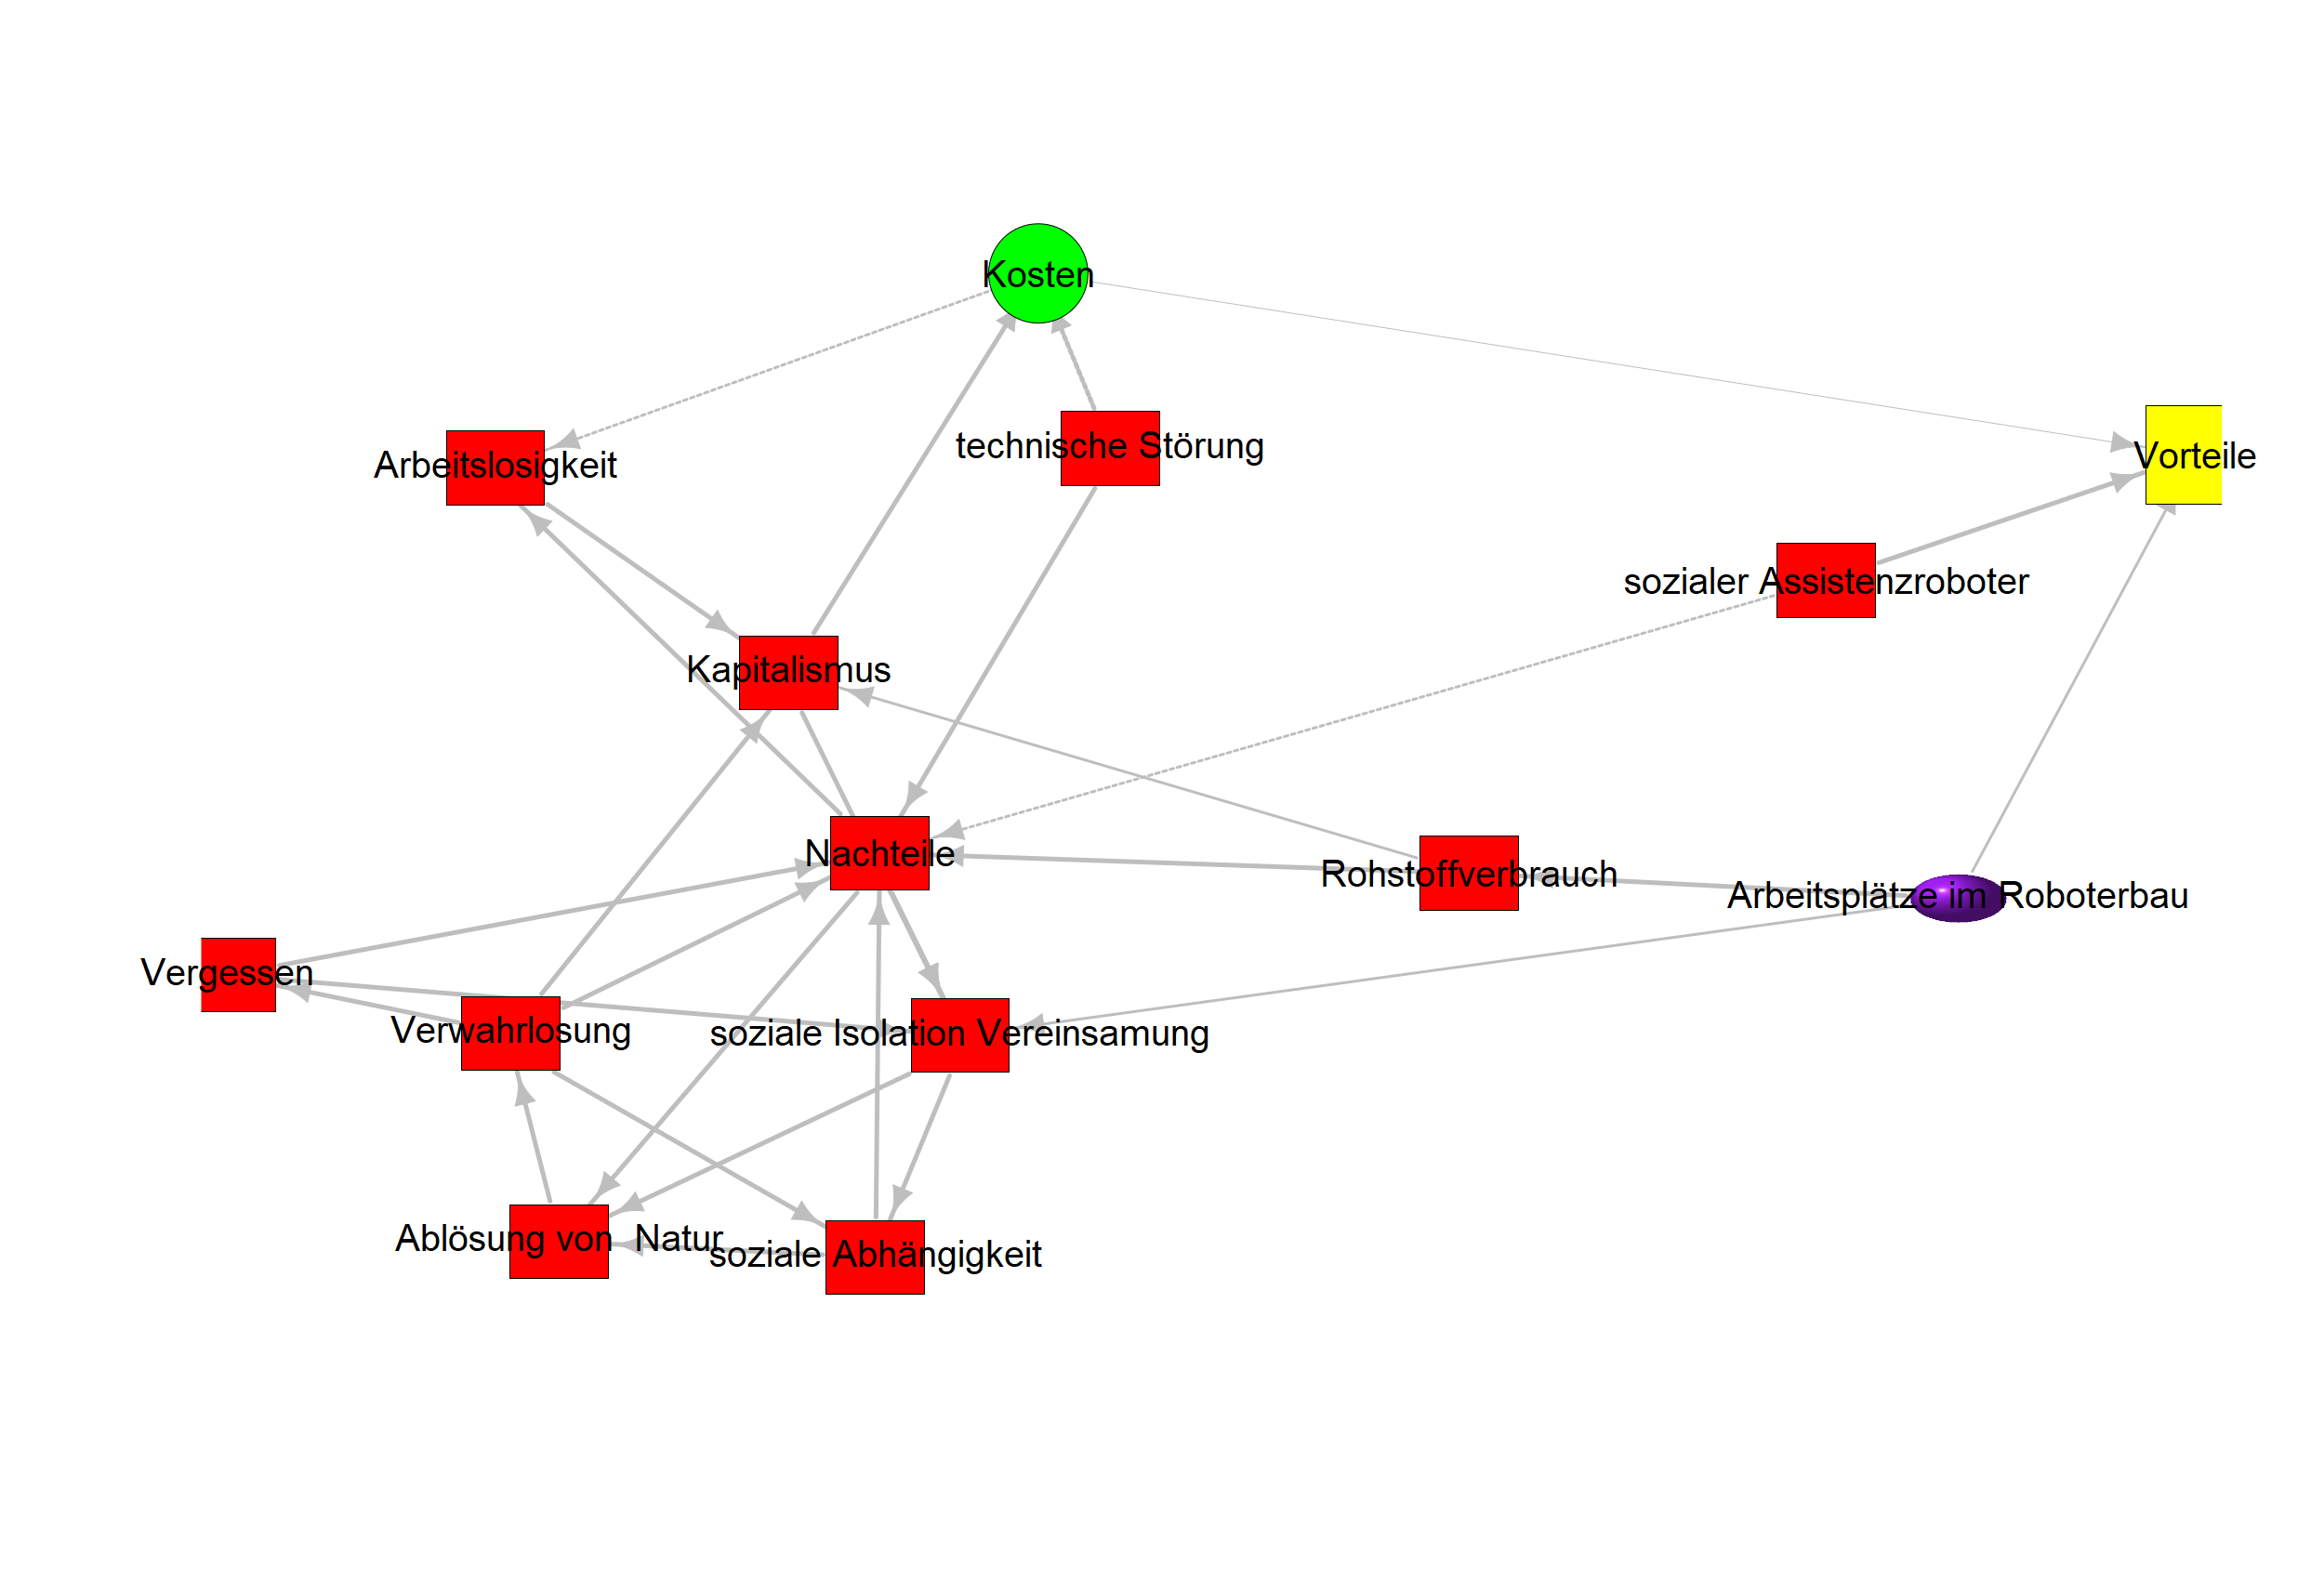 Kosten
technische Störung
Arbeitslosigkeit
Vorteile
sozialer Assistenzroboter
Kapitalismus
Nachteile
Rohstoffverbrauch
Arbeitsplätze im Roboterbau
Vergessen
Verwahrlosung
soziale Isolation Vereinsamung
Ablösung von Natur
soziale Abhängigkeit